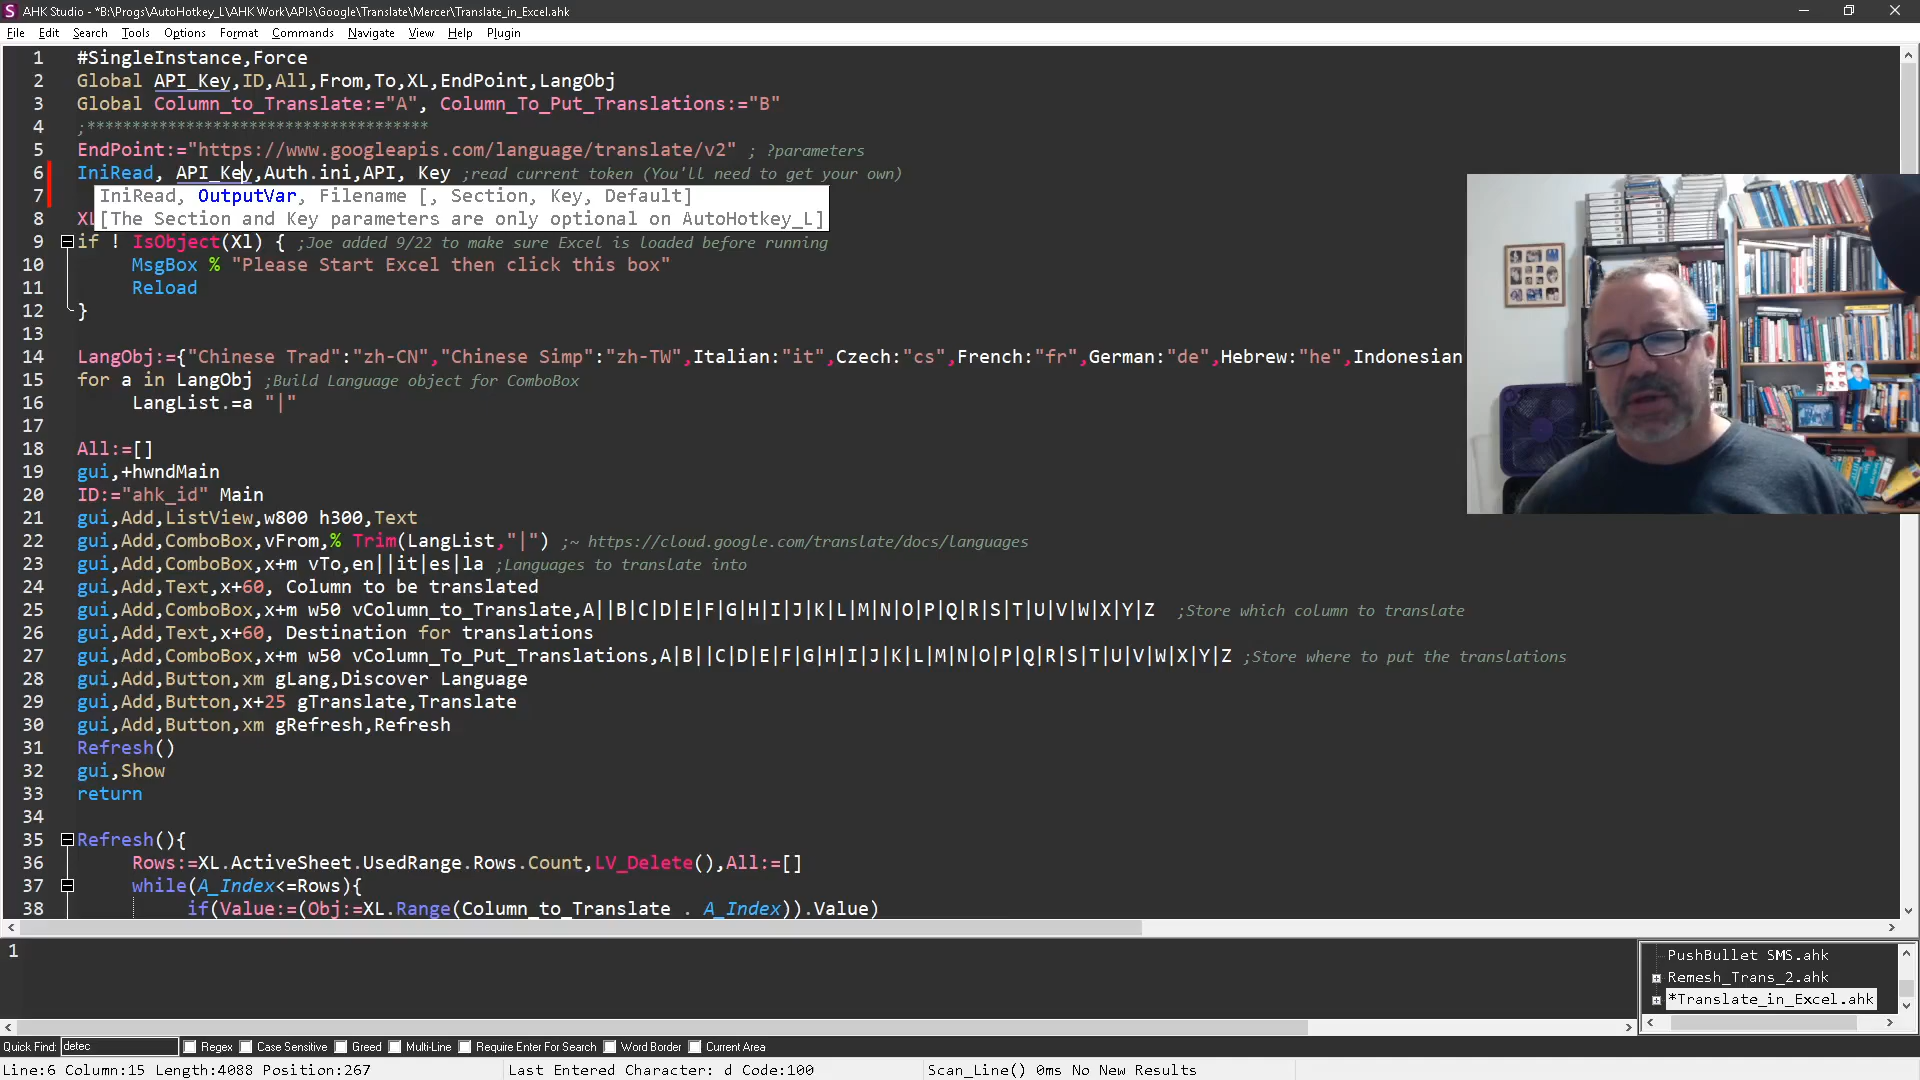 AHK Studio - *B:\Progs\AutoHotkey_L\AHK Work\APIs\Google\Translate\Mercer\Translate_in_Excel.ahk
File Edit Search Tools Options Format Commands Navigate View Help Plugin
1 #SingleInstance,Force
2 Global API_Key,ID,All,From,To,XL,EndPoint,LangObj
3 Global Column_to_Translate:="A", Column_To_Put_Translations:="B"
4 ;*************************************
5 EndPoint:="https://www.googleapis.com/language/translate/v2" ; ?parameters
6 IniRead, API_Key,Auth.ini,API, Key ;read current token (You'll need to get your own)
7 IniRead, OutputVar, Filename [, Section, Key, Default]
8 XL [The Section and Key parameters are only optional on AutoHotkey_L]
9 if ! IsObject(Xl) { ;Joe added 9/22 to make sure Excel is loaded before running
10 MsgBox % "Please Start Excel then click this box"
11 Reload
12 }
13
14 LangObj:={"Chinese Trad":"zh-CN","Chinese Simp":"zh-TW",Italian:"it",Czech:"cs",French:"fr",German:"de",Hebrew:"he",Indonesian
15 for a in LangObj ;Build Language object for ComboBox
16 LangList.=a "|"
17
18 All:=[]
19 gui,+hwndMain
20 ID:="ahk_id" Main
21 gui,Add,ListView,w800 h300,Text
22 gui,Add,ComboBox,vFrom,% Trim(LangList,"|") ;~ https://cloud.google.com/translate/docs/languages
23 gui,Add,ComboBox,x+m vTo,en||it|es|la ;Languages to translate into
24 gui,Add,Text,x+60, Column to be translated
25 gui,Add,ComboBox,x+m w50 vColumn_to_Translate,A||B|C|D|E|F|G|H|I|J|K|L|M|N|O|P|Q|R|S|T|U|V|W|X|Y|Z ;Store which column to translate
26 gui,Add,Text,x+60, Destination for translations
27 gui,Add,ComboBox,x+m w50 vColumn_To_Put_Translations,A|B||C|D|E|F|G|H|I|J|K|L|M|N|O|P|Q|R|S|T|U|V|W|X|Y|Z ;Store where to put the translations
28 gui,Add,Button,xm gLang,Discover Language
29 gui,Add,Button,x+25 gTranslate,Translate
30 gui,Add,Button,xm gRefresh,Refresh
31 Refresh()
32 gui,Show
33 return
34
35 Refresh(){
36 Rows:=XL.ActiveSheet.UsedRange.Rows.Count,LV_Delete(),All:=[]
37 while(A_Index<=Rows){
38 if(Value:=(Obj:=XL.Range(Column_to_Translate . A_Index)).Value)
1
PushBullet SMS.ahk
Remesh_Trans_2.ahk
*Translate_in_Excel.ahk
Quick Find: detec Regex Case Sensitive Greed Multi-Line Require Enter For Search Word Border Current Area
Line:6 Column:15 Length:4088 Position:267 Last Entered Character: d Code:100 Scan_Line() 0ms No New Results